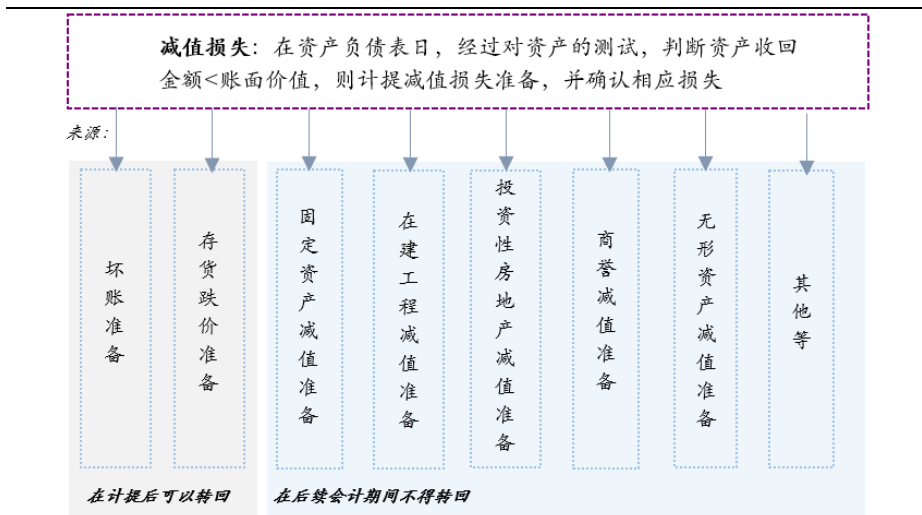 减值损失：在资产负债表日，经过对资产的测试，判断资产收回
金额<账面价值，则计提减值损失准备，并确认相应损失
来源：
坏账准备
存货跌价准备
固定资产减值准备
在建工程减值准备
投资性房地产减值准备
商誉减值准备
无形资产减值准备
其他等
在计提后可以转回
在后续会计期间不得转回